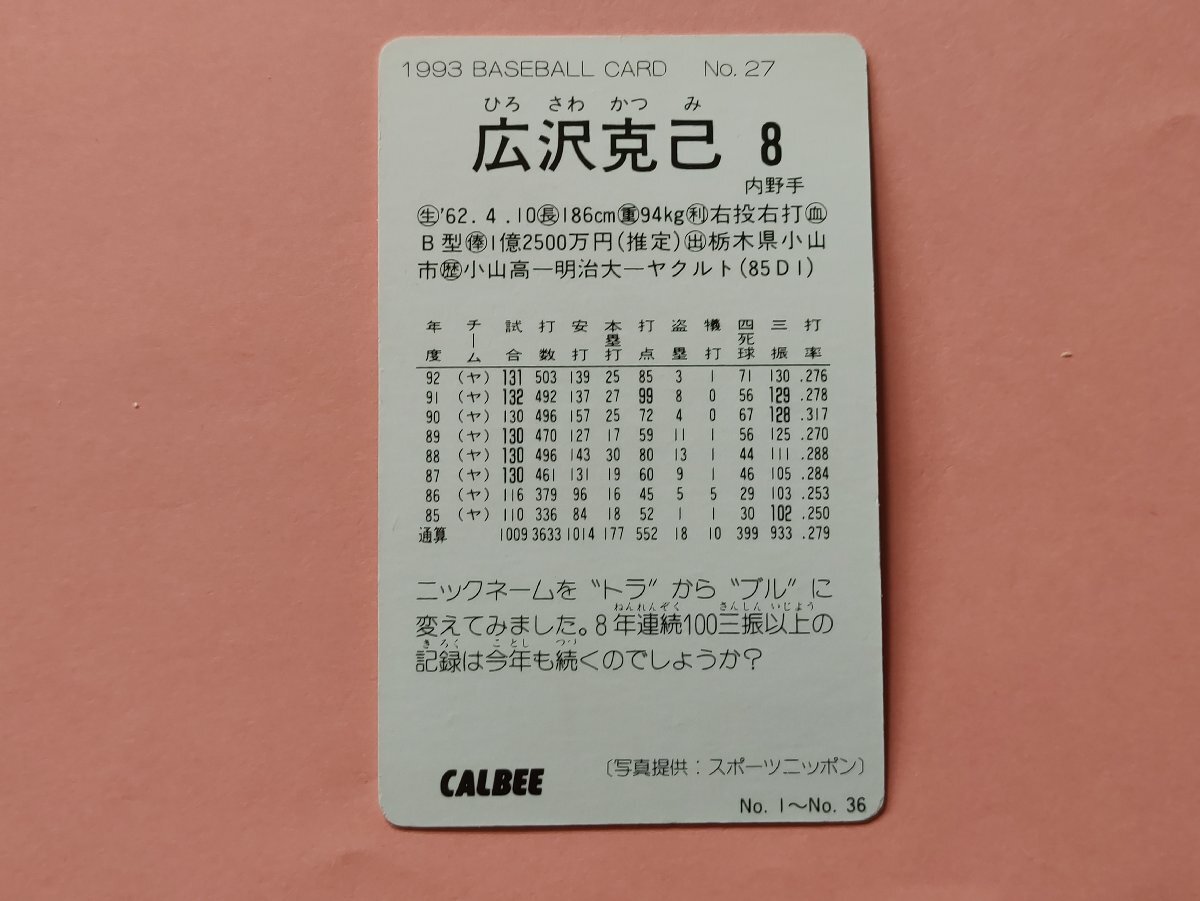 1993 BASEBALL CARD No. 27
ひろ さわ かつ み
広沢克己 8
内野手
生'62. 4 .10長186cm重94kg利右投右打血
B型俸1億2500万円(推定)出栃木県小山
市歴小山高―明治大―ヤクルト(85D1)
年度 チーム 試合 打数 安打 本塁打 打点 盗塁 犠打 四死球 三振 打率
92 (ヤ) 131 503 139 25 85 3 1 71 130 .276
91 (ヤ) 132 492 137 27 99 8 0 56 129 .278
90 (ヤ) 130 496 157 25 72 4 0 67 128 .317
89 (ヤ) 130 470 127 17 59 11 1 56 125 .270
88 (ヤ) 130 496 143 30 80 13 1 44 111 .288
87 (ヤ) 130 461 131 19 60 9 1 46 105 .284
86 (ヤ) 116 379 96 16 45 5 5 29 103 .253
85 (ヤ) 110 336 84 18 52 1 1 30 102 .250
通算 1009 3633 1014 177 552 18 10 399 933 .279
ニックネームを“トラ”から“ブル”に
ねんれんぞく さんしん いじょう
変えてみました。8年連続100三振以上の
きろく ことし つづ
記録は今年も続くのでしょうか?
CALBEE 〔写真提供:スポーツニッポン〕
No. 1〜No. 36